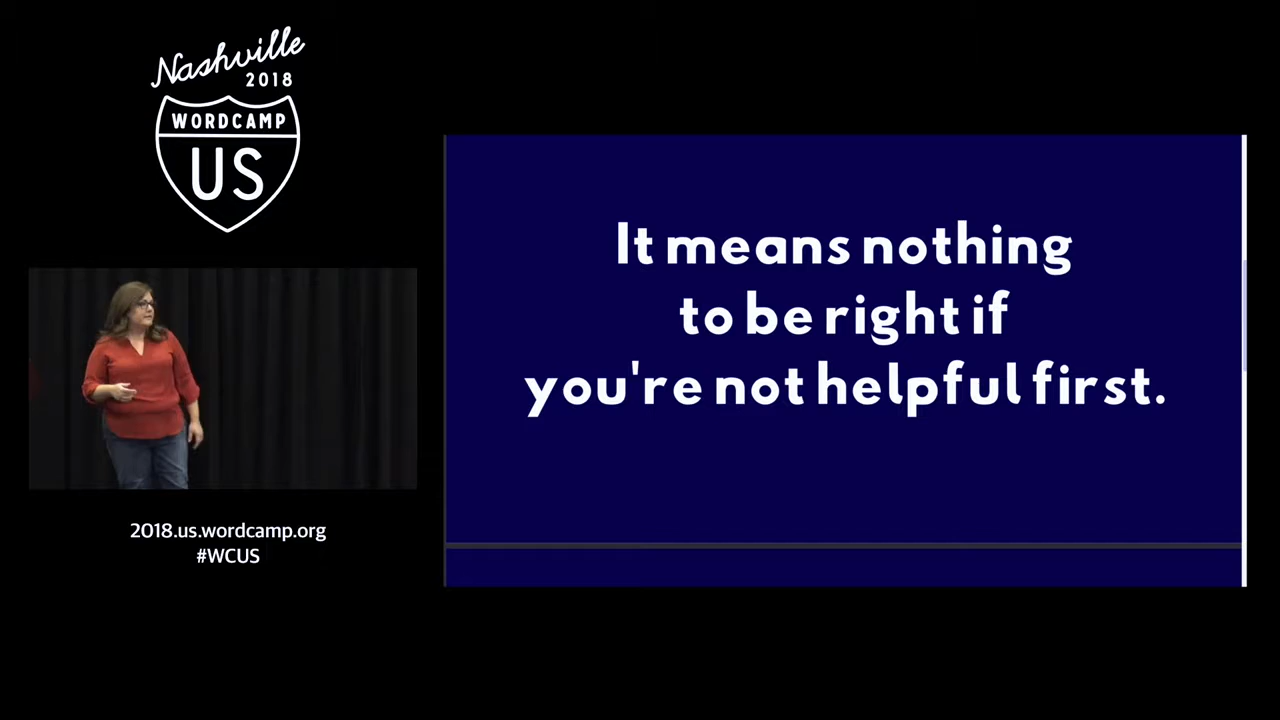 Nashville
2018
WORDCAMP
US
It means nothing
to be right if
you're not helpful first.
2018.us.wordcamp.org
#WCUS